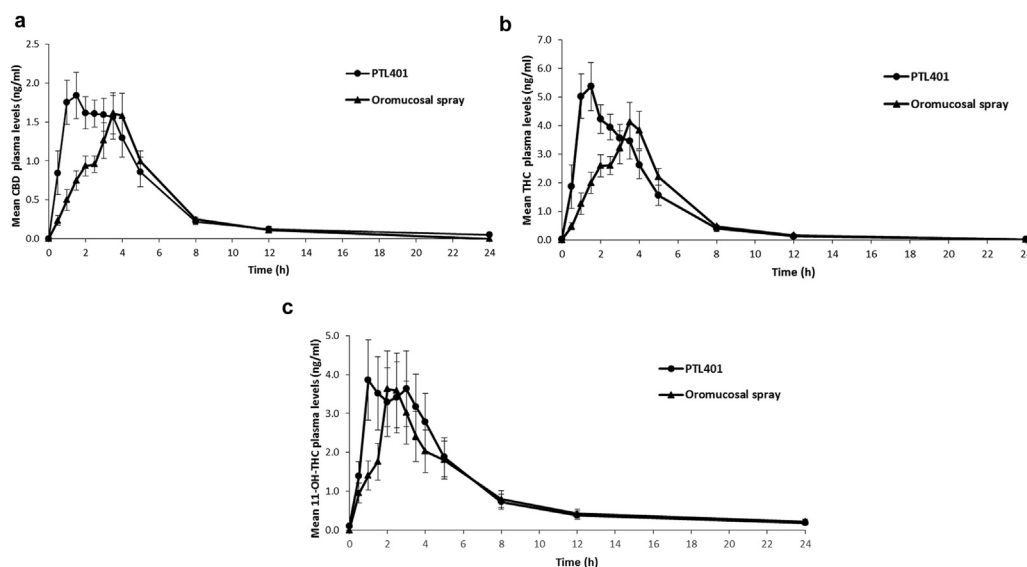 a
Mean CBD plasma levels (ng/ml)
2.5
2.0
1.5
1.0
0.5
0.0
PTL401
Oromucosal spray
0 2 4 6 8 10 12 14 16 18 20 22 24
Time (h)
b
Mean THC plasma levels (ng/ml)
7.0
6.0
5.0
4.0
3.0
2.0
1.0
0.0
PTL401
Oromucosal spray
0 2 4 6 8 10 12 14 16 18 20 22 24
Time (h)
c
Mean 11-OH-THC plasma levels (ng/ml)
5.0
4.0
3.0
2.0
1.0
0.0
PTL401
Oromucosal spray
0 2 4 6 8 10 12 14 16 18 20 22 24
Time (h)